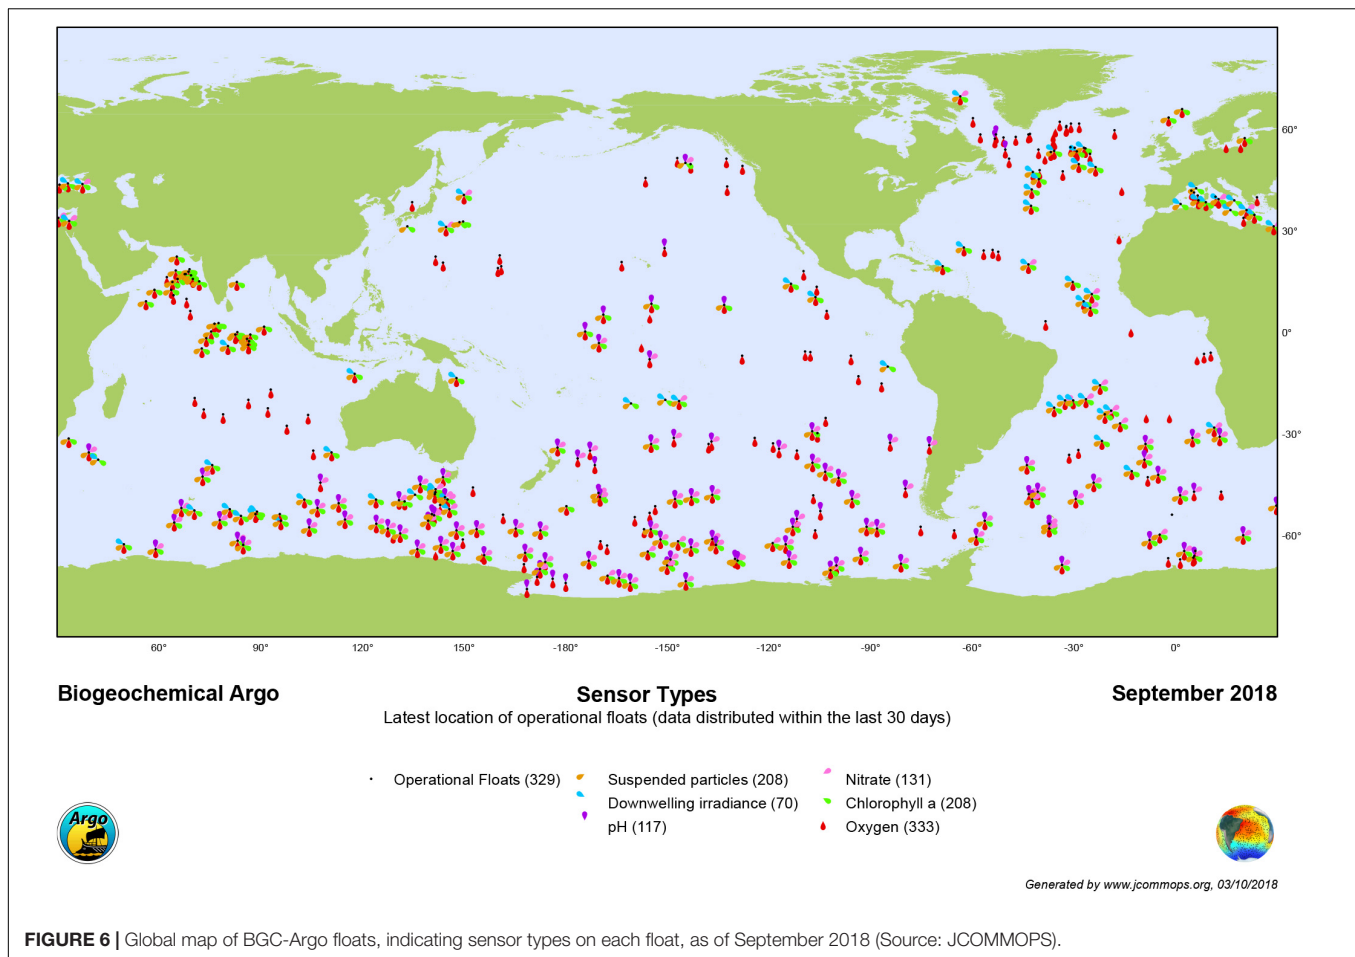 60°
30°
0°
-30°
-60°
60°
90°
120°
150°
-180°
-150°
-120°
-90°
-60°
-30°
0°
Biogeochemical Argo
Sensor Types
September 2018
Latest location of operational floats (data distributed within the last 30 days)
Operational Floats (329)
Suspended particles (208)
Nitrate (131)
Downwelling irradiance (70)
Chlorophyll a (208)
pH (117)
Oxygen (333)
Argo
Generated by www.jcommops.org, 03/10/2018
FIGURE 6 | Global map of BGC-Argo floats, indicating sensor types on each float, as of September 2018 (Source: JCOMMOPS).